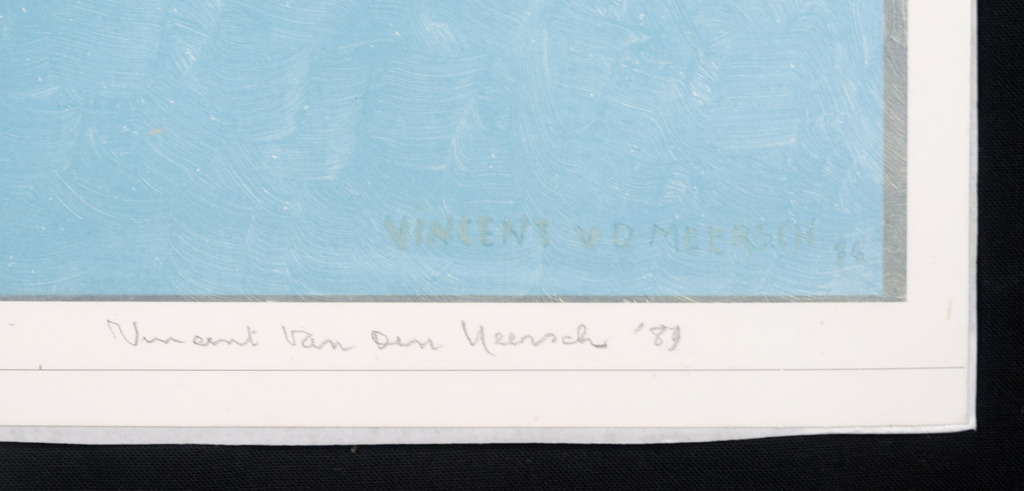 VINCENT V D MEERSCH 86
Vincent Van Den Meersch '89